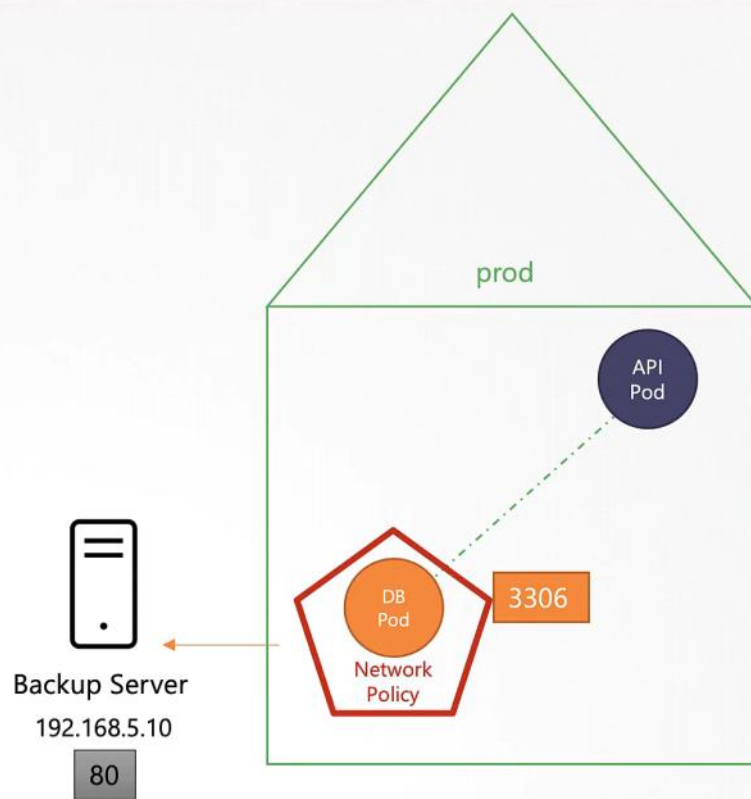 prod
API
Pod
DB
Pod
3306
Network
Policy
Backup Server
192.168.5.10
80